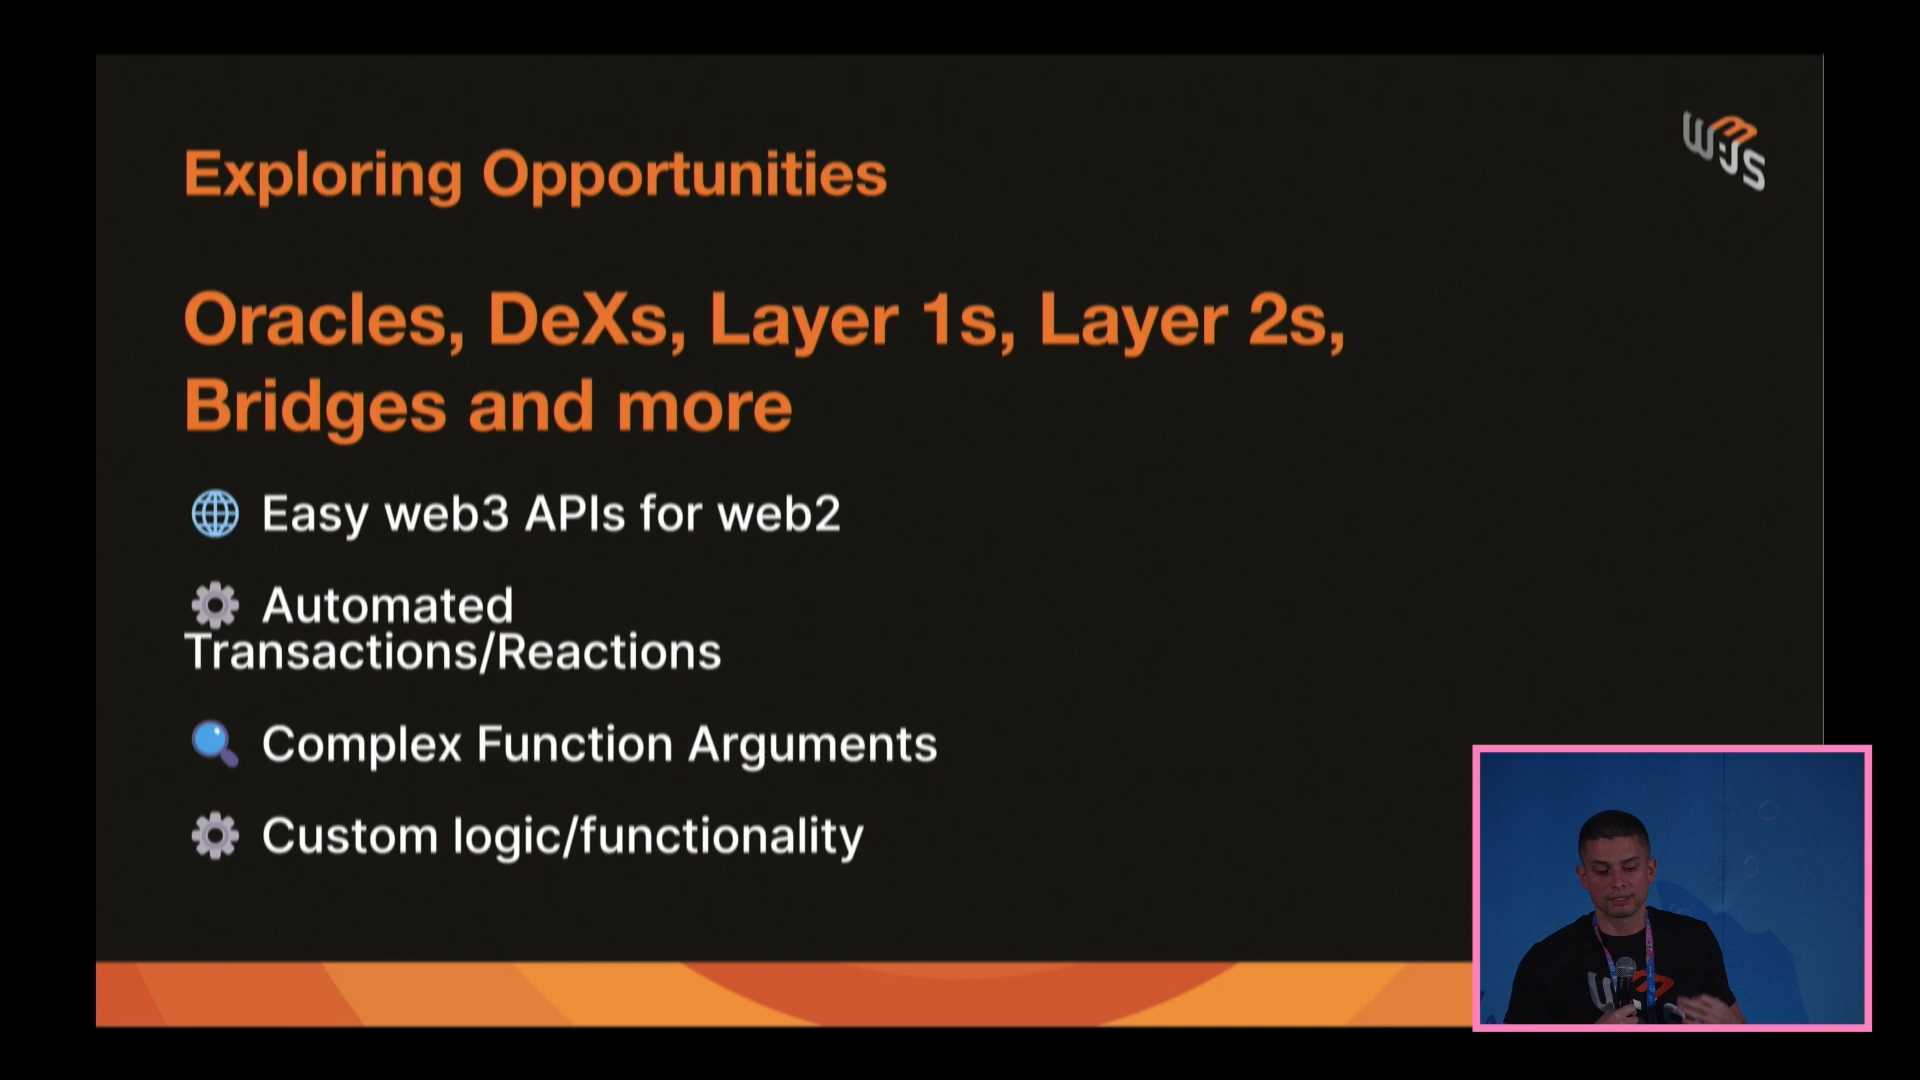 Exploring Opportunities
W3JS
Oracles, DeXs, Layer 1s, Layer 2s,
Bridges and more
Easy web3 APIs for web2
Automated
Transactions/Reactions
Complex Function Arguments
Custom logic/functionality